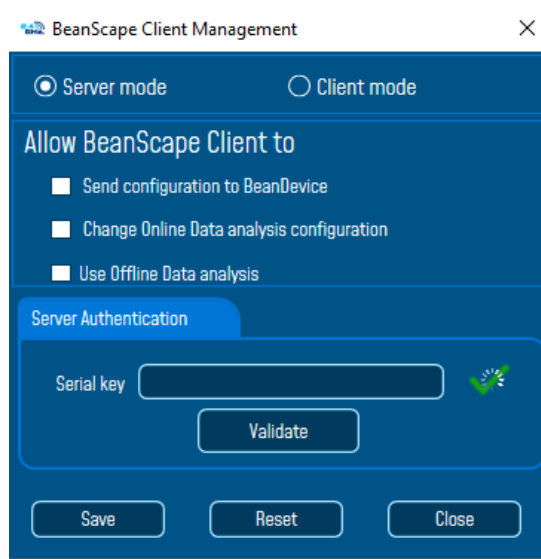 BeanScape Client Management
Server mode Client mode
Allow BeanScape Client to
Send configuration to BeanDevice
Change Online Data analysis configuration
Use Offline Data analysis
Server Authentication
Serial key
Validate
Save Reset Close